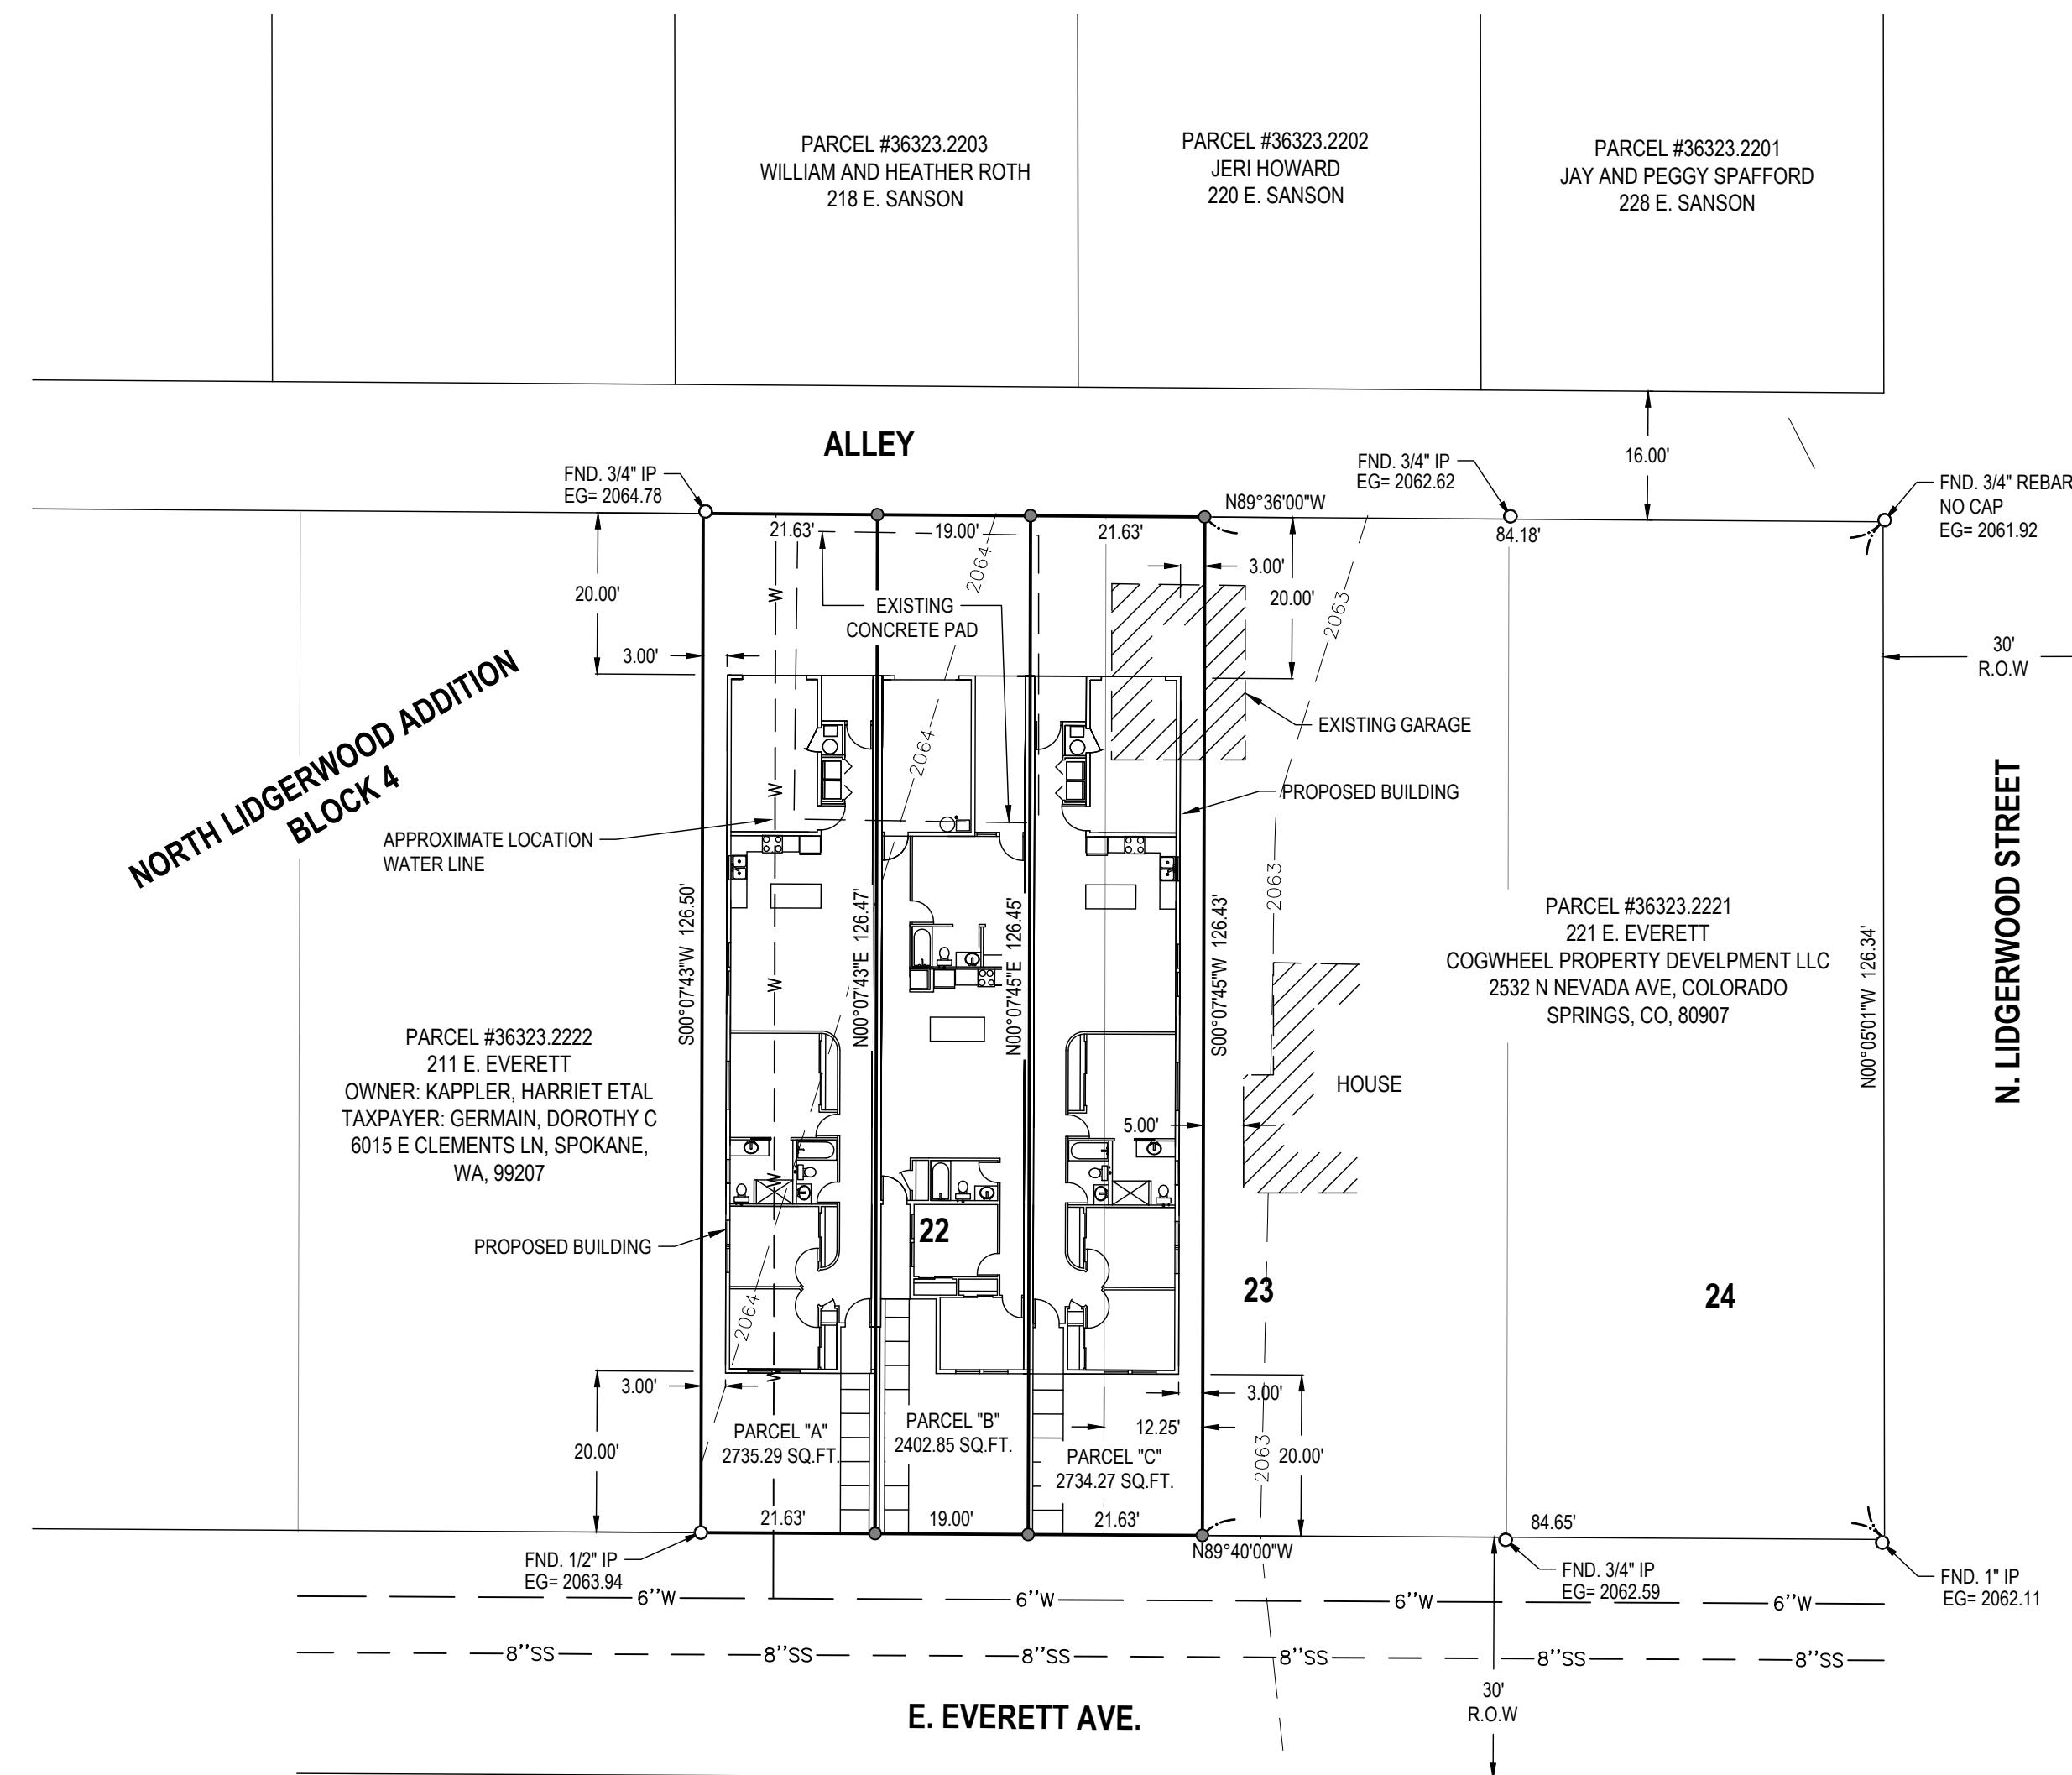 PARCEL #36323.2203
WILLIAM AND HEATHER ROTH
218 E. SANSON
PARCEL #36323.2202
JERI HOWARD
220 E. SANSON
PARCEL #36323.2201
JAY AND PEGGY SPAFFORD
228 E. SANSON
ALLEY
16.00'
FND. 3/4" IP
EG= 2064.78
FND. 3/4" IP
EG= 2062.62
FND. 3/4" REBAR
NO CAP
EG= 2061.92
N89°36'00"W
21.63'
19.00'
21.63'
84.18'
20.00'
3.00'
2064
3.00'
20.00'
2063
EXISTING
CONCRETE PAD
W
30'
R.O.W
NORTH LIDGERWOOD ADDITION
BLOCK 4
EXISTING GARAGE
2064
W
PROPOSED BUILDING
APPROXIMATE LOCATION
WATER LINE
2063
S00°07'43"W 126.50'
N00°07'43"E 126.47'
N00°07'45"E 126.45'
S00°07'45"W 126.43'
N00°05'01"W 126.34'
N. LIDGERWOOD STREET
W
PARCEL #36323.2221
221 E. EVERETT
COGWHEEL PROPERTY DEVELPMENT LLC
2532 N NEVADA AVE, COLORADO
SPRINGS, CO, 80907
PARCEL #36323.2222
211 E. EVERETT
OWNER: KAPPLER, HARRIET ETAL
TAXPAYER: GERMAIN, DOROTHY C
6015 E CLEMENTS LN, SPOKANE,
WA, 99207
HOUSE
5.00'
W
PROPOSED BUILDING
22
23
24
2064
W
3.00'
3.00'
12.25'
20.00'
PARCEL "A"
2735.29 SQ.FT.
PARCEL "B"
2402.85 SQ.FT.
PARCEL "C"
2734.27 SQ.FT.
2063
20.00'
21.63'
19.00'
21.63'
84.65'
N89°40'00"W
FND. 1/2" IP
EG= 2063.94
FND. 3/4" IP
EG= 2062.59
FND. 1" IP
EG= 2062.11
6''W 6''W 6''W 6''W
8''SS 8''SS 8''SS 8''SS 8''SS 8''SS
30'
R.O.W
E. EVERETT AVE.